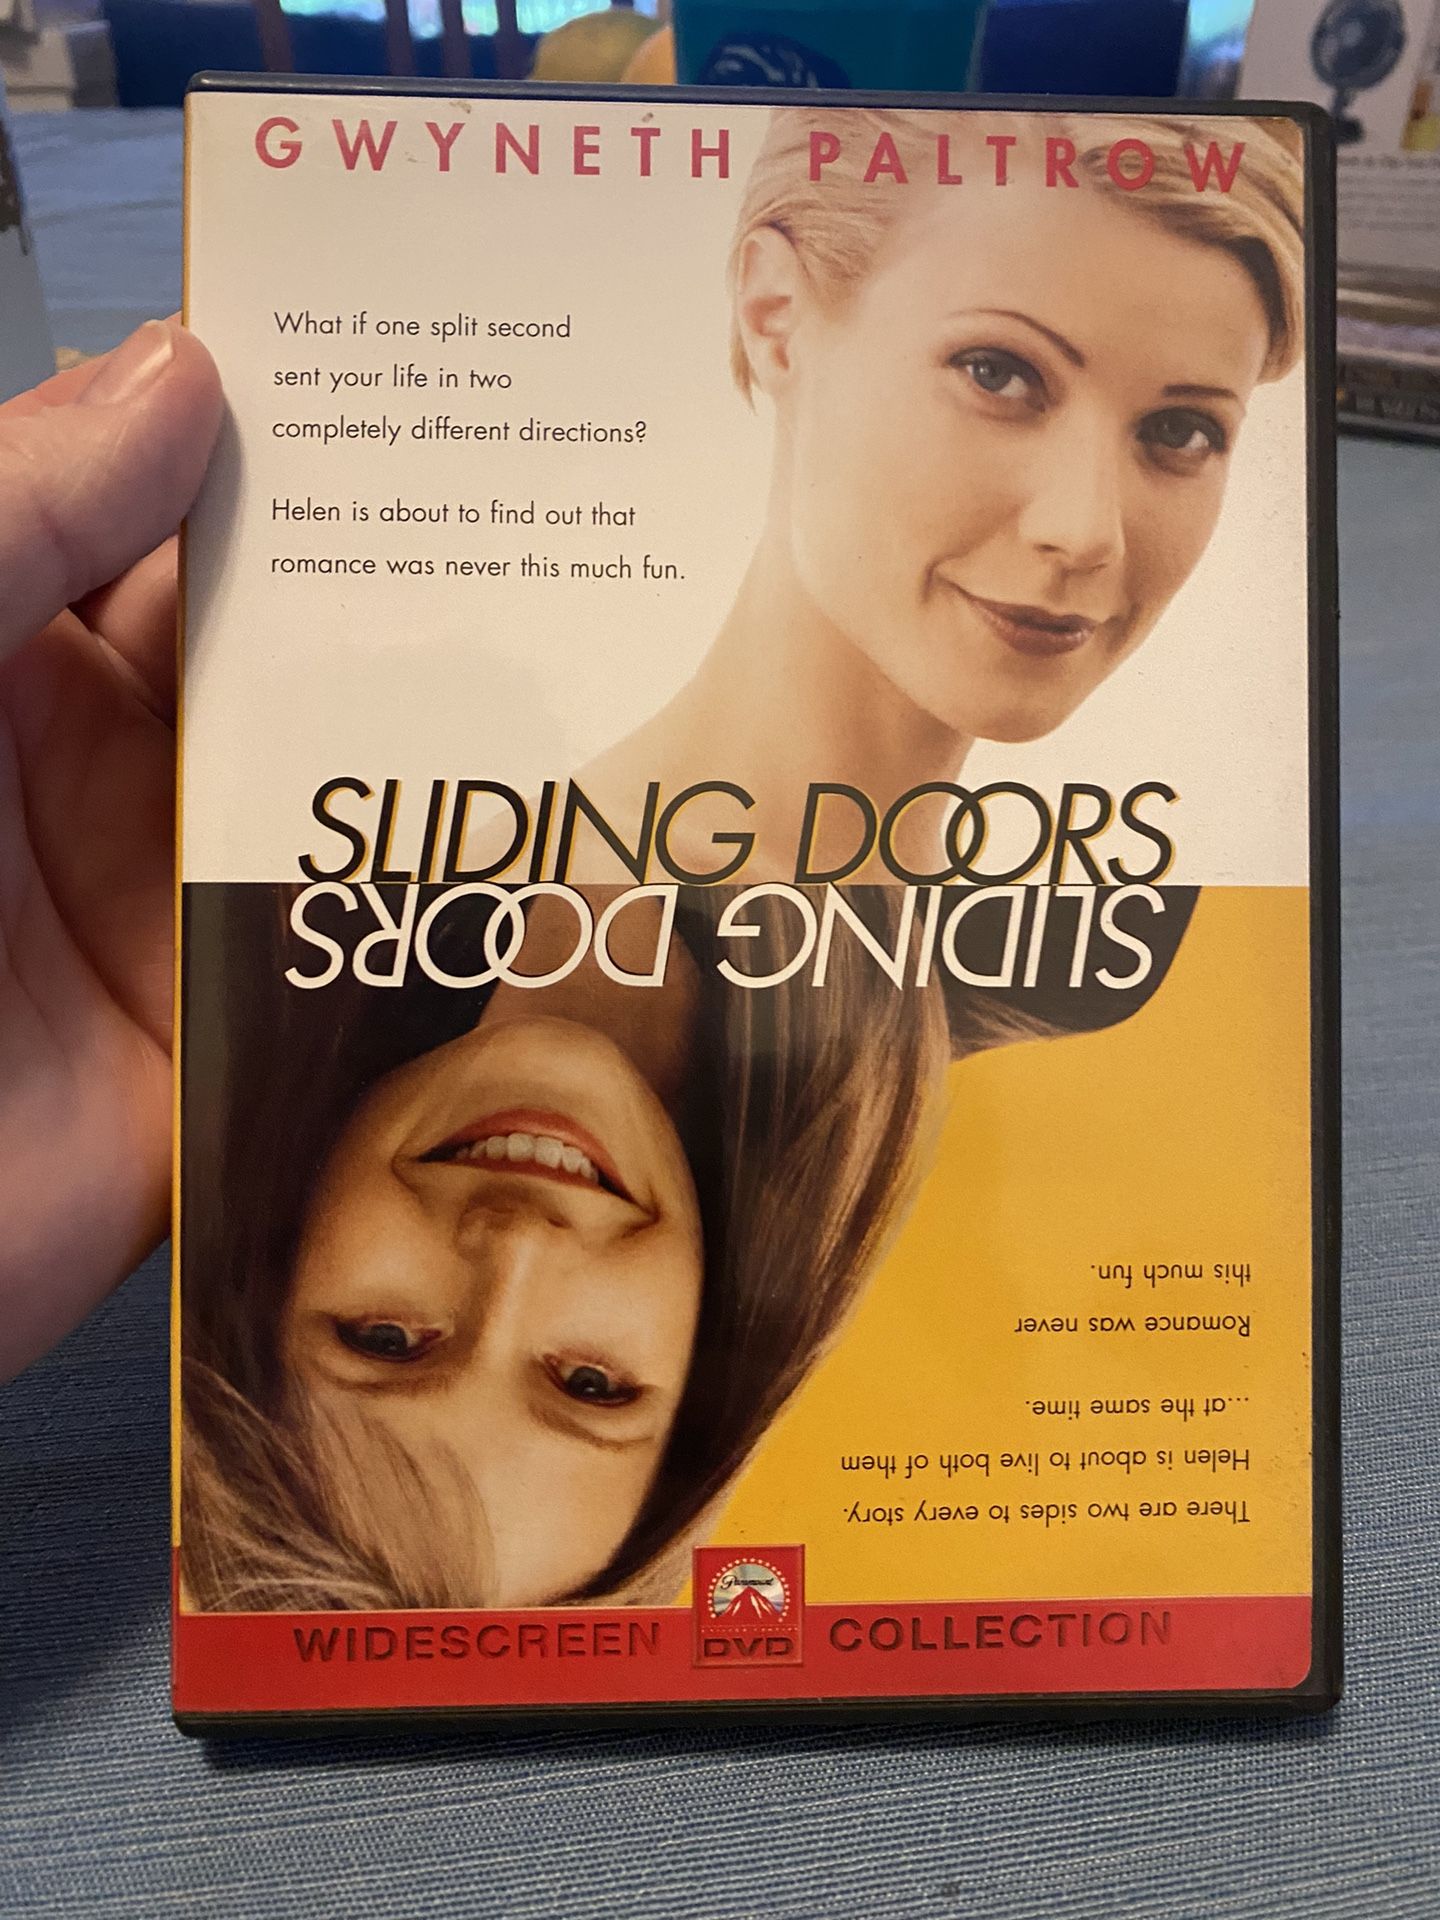 GWYNETH PALTROW
What if one split second
sent your life in two
completely different directions?
Helen is about to find out that
romance was never this much fun.
SLIDING DOORS
SLIDING DOORS
There are two sides to every story.
Helen is about to live both of them
...at the same time.
Romance was never
this much fun.
WIDESCREEN
Paramount
DVD
COLLECTION